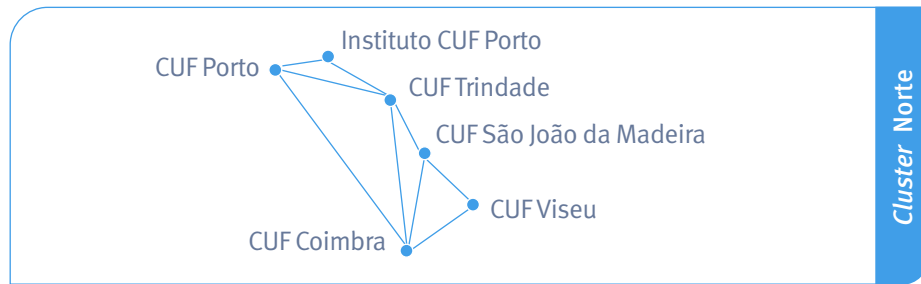 Instituto CUF Porto
CUF Porto
CUF Trindade
CUF São João da Madeira
CUF Viseu
CUF Coimbra
Cluster Norte